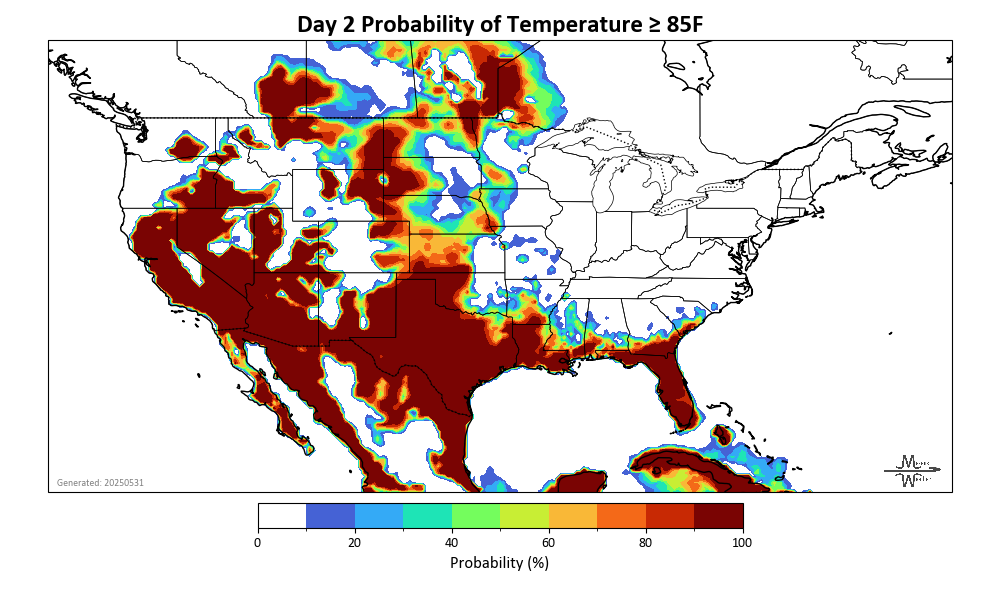 Day 2 Probability of Temperature ≥ 85F
Generated: 20250531
0 20 40 60 80 100
Probability (%)